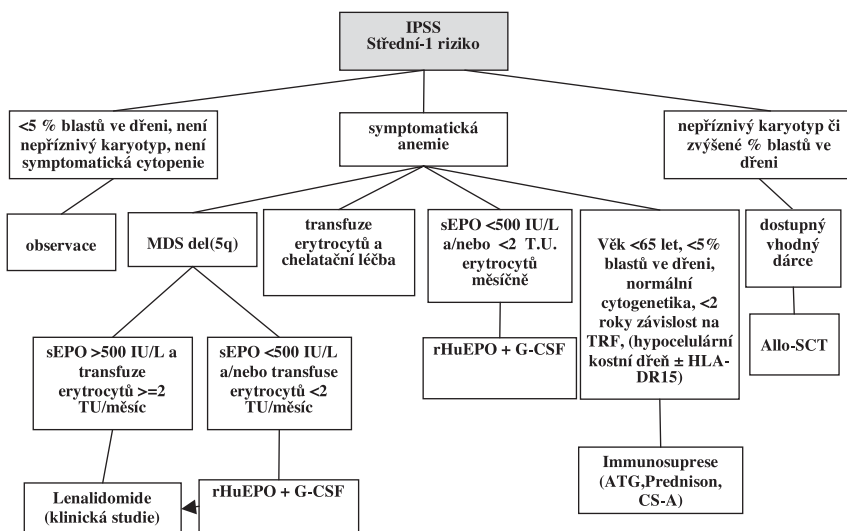 IPSS
Střední-1 riziko
<5 % blastů ve dřeni, není
nepříznivý karyotyp, není
symptomatická cytopenie
symptomatická
anemie
nepříznivý karyotyp či
zvýšené % blastů ve
dřeni
observace
MDS del(5q)
transfuze
erytrocytů a
chelatační léčba
sEPO <500 IU/L
a/nebo <2 T.U.
erytrocytů
měsíčně
Věk <65 let, <5%
blastů ve dřeni,
normální
cytogenetika, <2
roky závislost na
TRF, (hypocelulární
kostní dřeň ± HLA-
DR15)
dostupný
vhodný
dárce
sEPO >500 IU/L a
transfuze
erytrocytů >=2
TU/měsíc
sEPO <500 IU/L
a/nebo transfuse
erytrocytů <2
TU/měsíc
rHuEPO + G-CSF
Allo-SCT
Lenalidomide
(klinická studie)
rHuEPO + G-CSF
Immunosuprese
(ATG,Prednison,
CS-A)